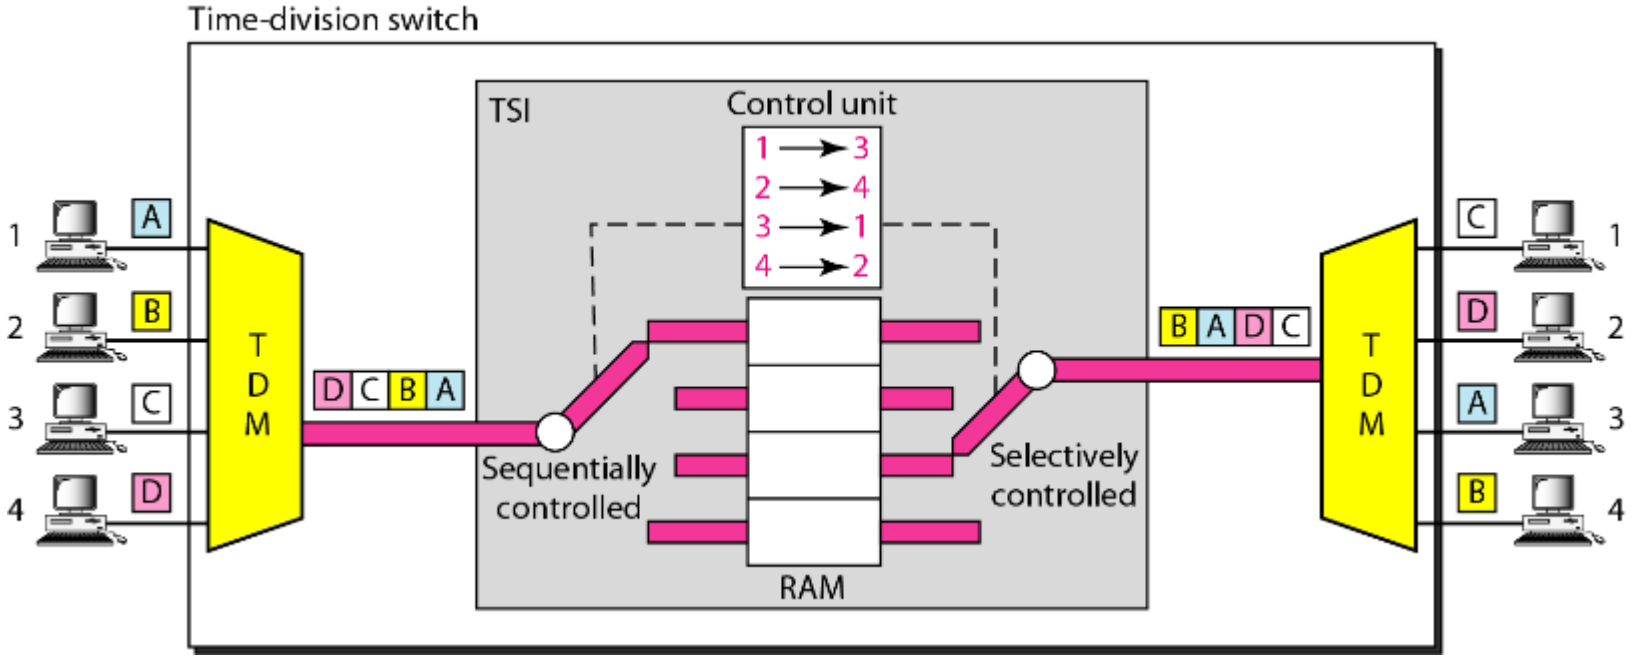 Time-division switch
TSI
Control unit
1 → 3
2 → 4
3 → 1
4 → 2
1 A
2 B
3 C
4 D
T
D
M
D C B A
Sequentially
controlled
RAM
Selectively
controlled
B A D C
T
D
M
C 1
D 2
A 3
B 4